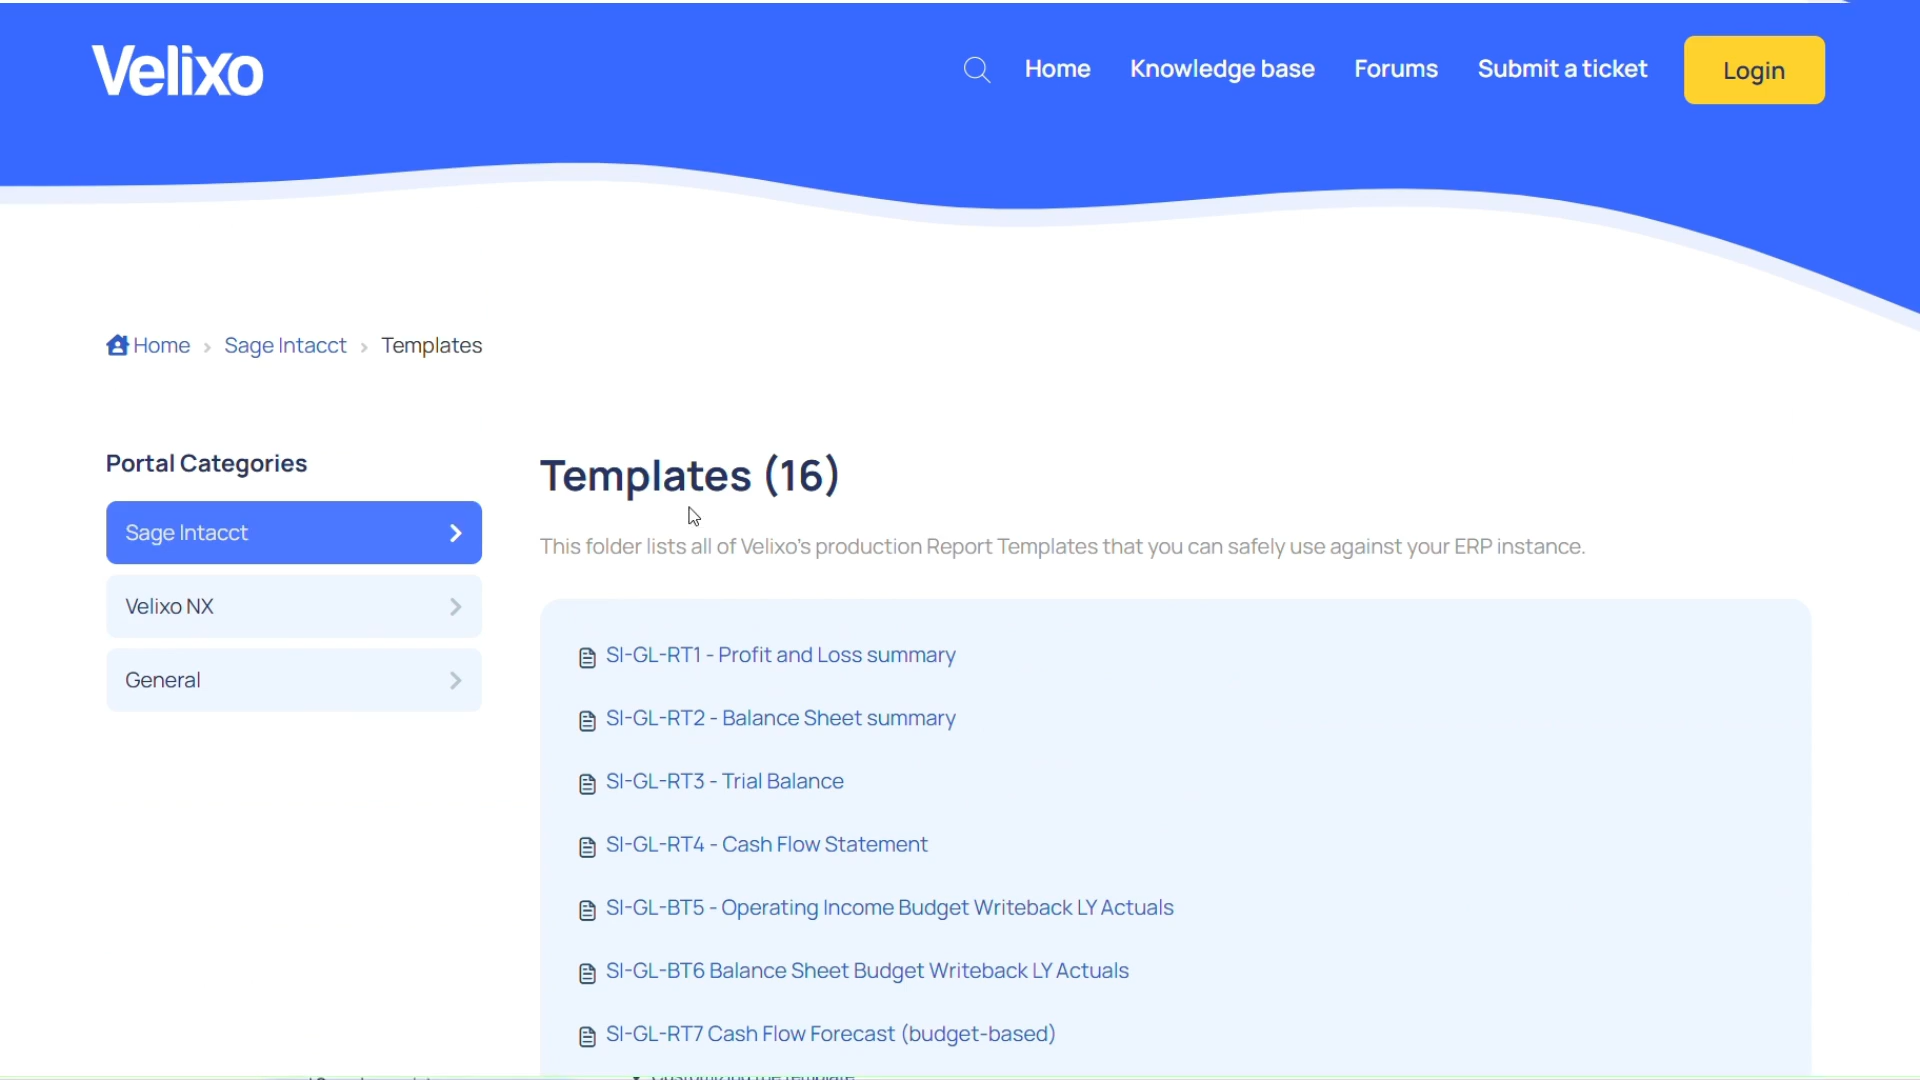 Velixo
Home Knowledge base Forums Submit a ticket Login
Home › Sage Intacct › Templates
Portal Categories
Sage Intacct
Velixo NX
General
Templates (16)
This folder lists all of Velixo's production Report Templates that you can safely use against your ERP instance.
SI-GL-RT1 - Profit and Loss summary
SI-GL-RT2 - Balance Sheet summary
SI-GL-RT3 - Trial Balance
SI-GL-RT4 - Cash Flow Statement
SI-GL-BT5 - Operating Income Budget Writeback LY Actuals
SI-GL-BT6 Balance Sheet Budget Writeback LY Actuals
SI-GL-RT7 Cash Flow Forecast (budget-based)